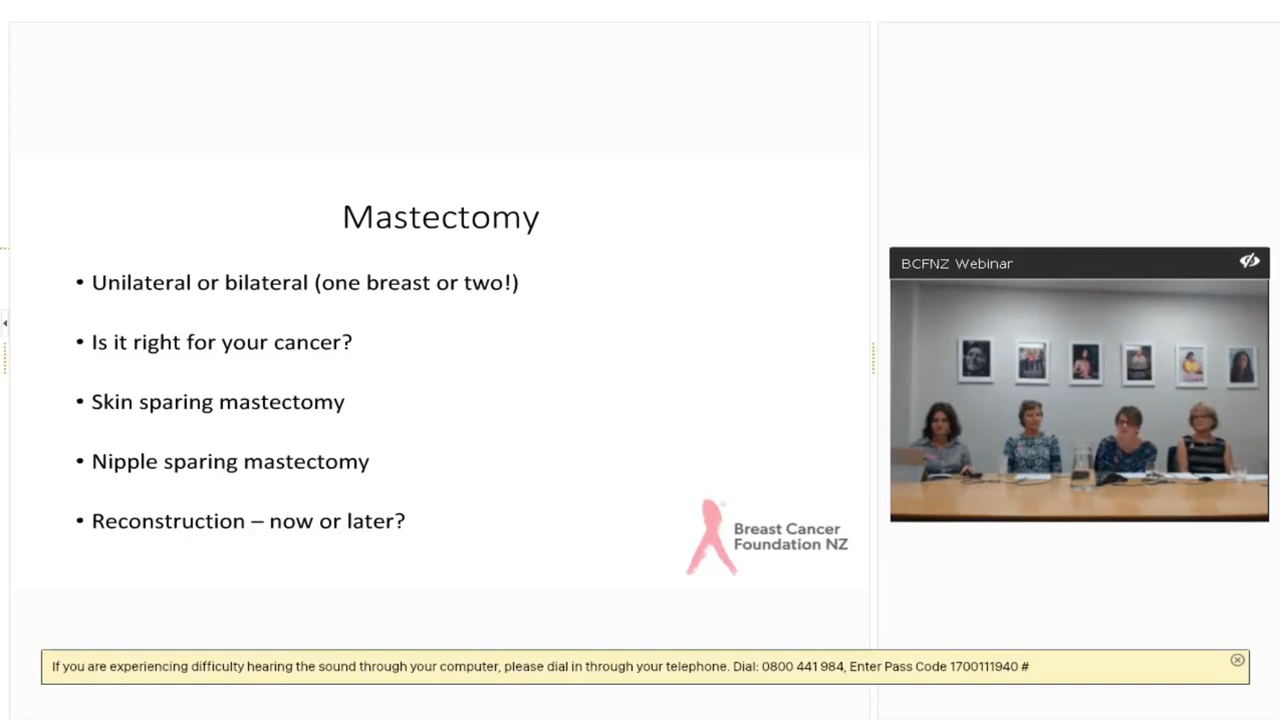 Mastectomy
• Unilateral or bilateral (one breast or two!)
• Is it right for your cancer?
• Skin sparing mastectomy
• Nipple sparing mastectomy
• Reconstruction – now or later?
Breast Cancer
Foundation NZ
BCFNZ Webinar
If you are experiencing difficulty hearing the sound through your computer, please dial in through your telephone. Dial: 0800 441 984, Enter Pass Code 1700111940 #